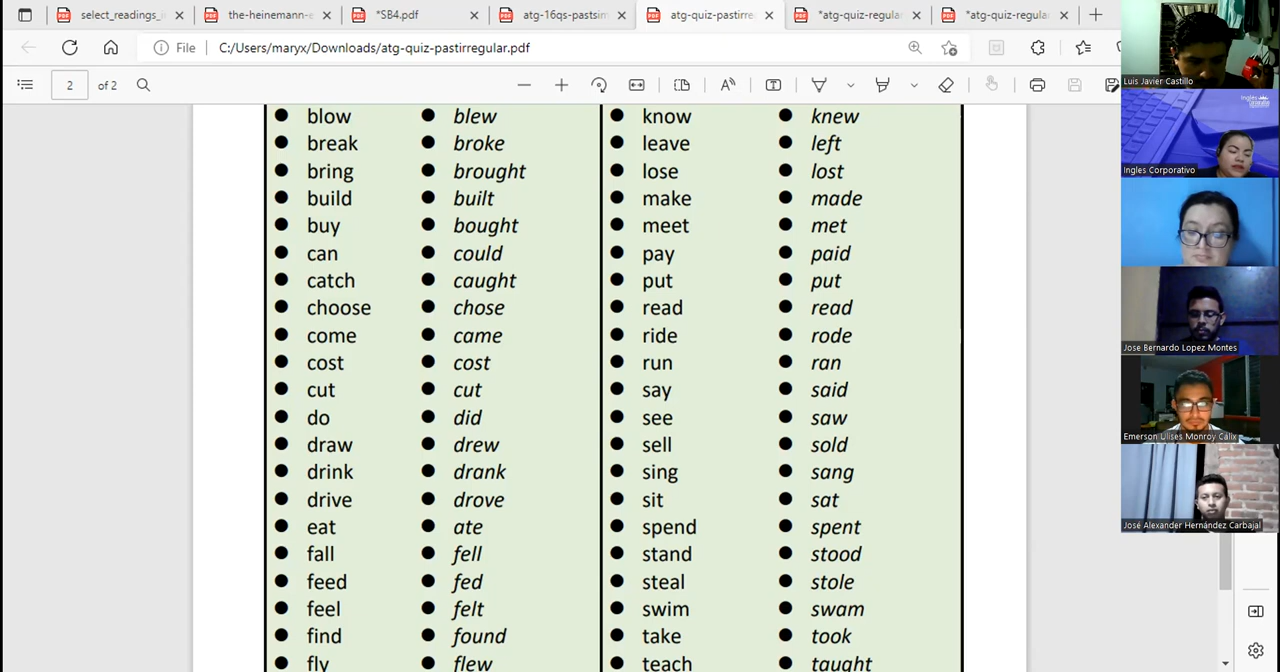 select_readings_i
the-heinemann-e
*SB4.pdf
atg-16qs-pastsim
atg-quiz-pastirre
*atg-quiz-regular
*atg-quiz-regula
File
C:/Users/maryx/Downloads/atg-quiz-pastirregular.pdf
2
of 2
blow blew know knew
break broke leave left
bring brought lose lost
build built make made
buy bought meet met
can could pay paid
catch caught put put
choose chose read read
come came ride rode
cost cost run ran
cut cut say said
do did see saw
draw drew sell sold
drink drank sing sang
drive drove sit sat
eat ate spend spent
fall fell stand stood
feed fed steal stole
feel felt swim swam
find found take took
fly flew teach taught
Luis Javier Castillo
Ingles Corporativo
Jose Bernardo Lopez Montes
Emerson Ulises Monroy Cálix
José Alexander Hernández Carbajal